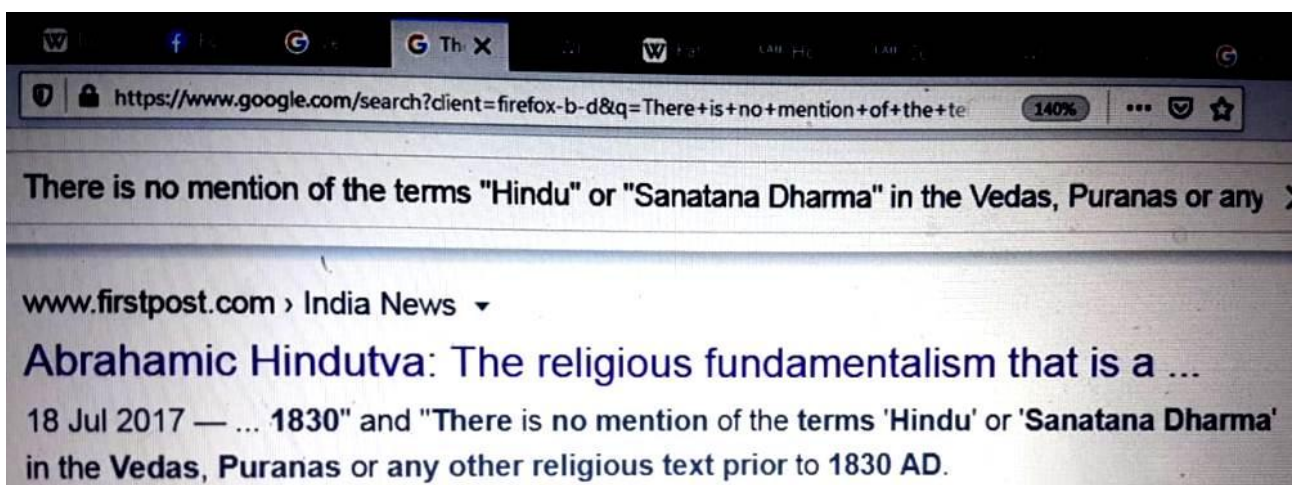 Th
https://www.google.com/search?client=firefox-b-d&q=There+is+no+mention+of+the+te
140%
There is no mention of the terms "Hindu" or "Sanatana Dharma" in the Vedas, Puranas or any
www.firstpost.com › India News
Abrahamic Hindutva: The religious fundamentalism that is a ...
18 Jul 2017 — ... 1830" and "There is no mention of the terms 'Hindu' or 'Sanatana Dharma'
in the Vedas, Puranas or any other religious text prior to 1830 AD.